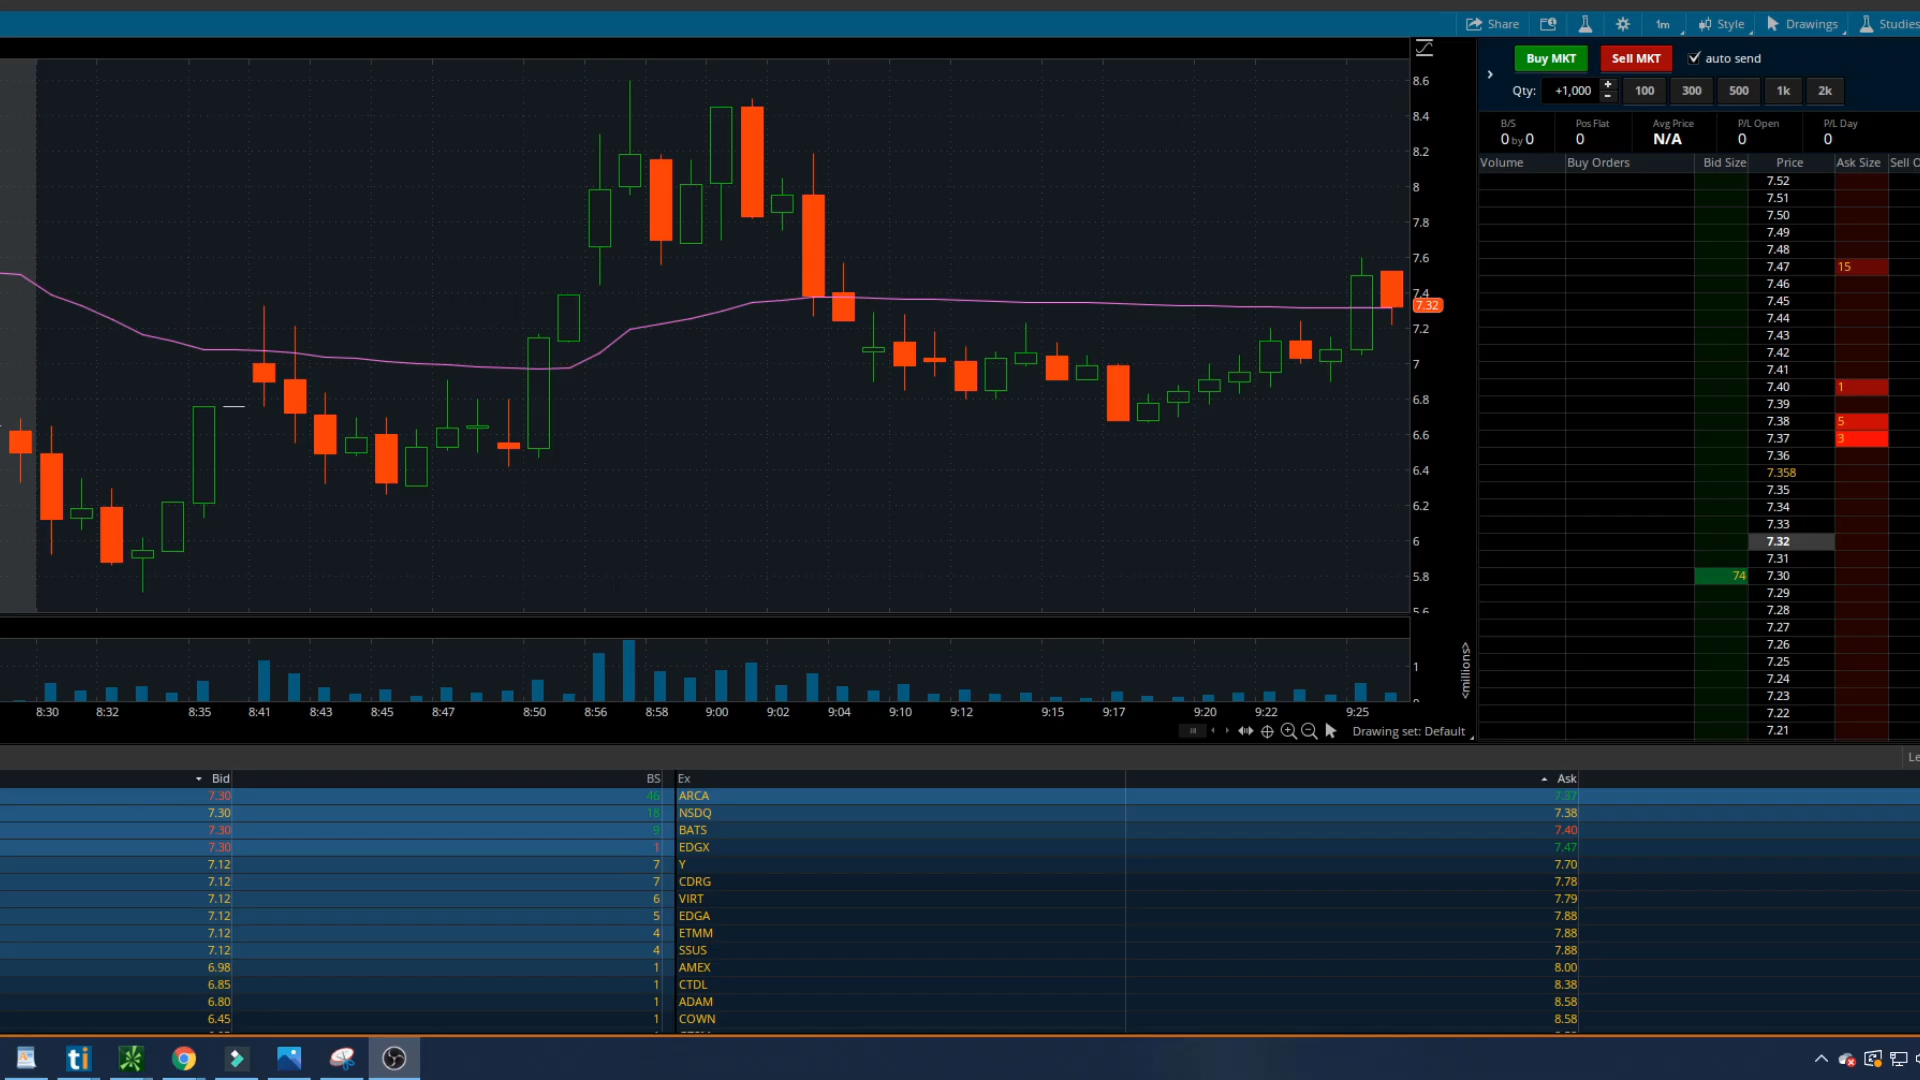 Share 1m Style Drawings Studies
Buy MKT Sell MKT auto send
Qty: +1,000 + - 100 300 500 1k 2k
B/S Pos Flat Avg Price P/L Open P/L Day
0 by 0 0 N/A 0 0
Volume Buy Orders Bid Size Price Ask Size Sell O
7.52
7.51
7.50
7.49
7.48
7.47 15
7.46
7.45
7.44
7.43
7.42
7.41
7.40 1
7.39
7.38 5
7.37 3
7.36
7.358
7.35
7.34
7.33
7.32
7.31
74 7.30
7.29
7.28
7.27
7.26
7.25
7.24
7.23
7.22
7.21
8.6
8.4
8.2
8
7.8
7.6
7.4
7.32
7.2
7
6.8
6.6
6.4
6.2
6
5.8
5.6
1
<millions>
8:30 8:32 8:35 8:41 8:43 8:45 8:47 8:50 8:56 8:58 9:00 9:02 9:04 9:10 9:12 9:15 9:17 9:20 9:22 9:25
Drawing set: Default
Le
Bid BS Ex Ask
7.30 46 ARCA 7.37
7.30 18 NSDQ 7.38
7.30 9 BATS 7.40
7.30 1 EDGX 7.47
7.12 7 Y 7.70
7.12 7 CDRG 7.78
7.12 6 VIRT 7.79
7.12 5 EDGA 7.88
7.12 4 ETMM 7.88
7.12 4 SSUS 7.88
6.98 1 AMEX 8.00
6.85 1 CTDL 8.38
6.80 1 ADAM 8.58
6.45 1 COWN 8.58
ti